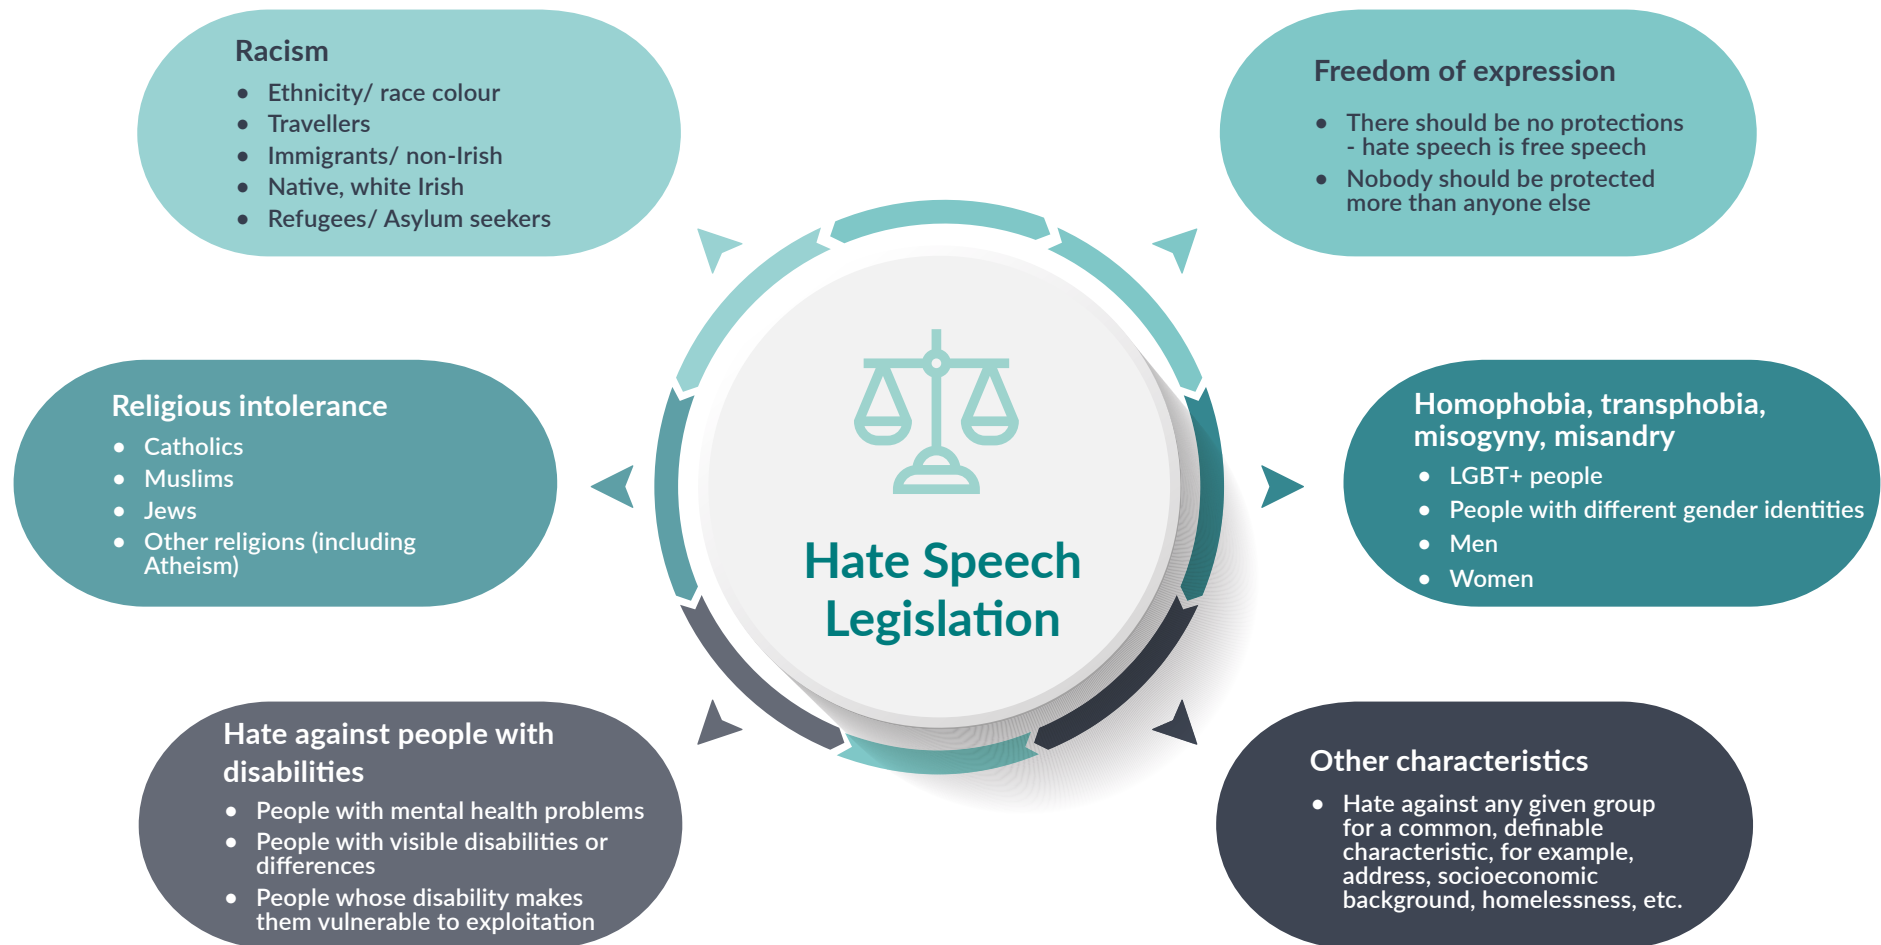 Racism
• Ethnicity/ race colour
• Travellers
• Immigrants/ non-Irish
• Native, white Irish
• Refugees/ Asylum seekers
Freedom of expression
• There should be no protections
- hate speech is free speech
• Nobody should be protected
more than anyone else
Religious intolerance
• Catholics
• Muslims
• Jews
• Other religions (including
Atheism)
Hate Speech
Legislation
Homophobia, transphobia,
misogyny, misandry
• LGBT+ people
• People with different gender identities
• Men
• Women
Hate against people with
disabilities
• People with mental health problems
• People with visible disabilities or
differences
• People whose disability makes
them vulnerable to exploitation
Other characteristics
• Hate against any given group
for a common, definable
characteristic, for example,
address, socioeconomic
background, homelessness, etc.